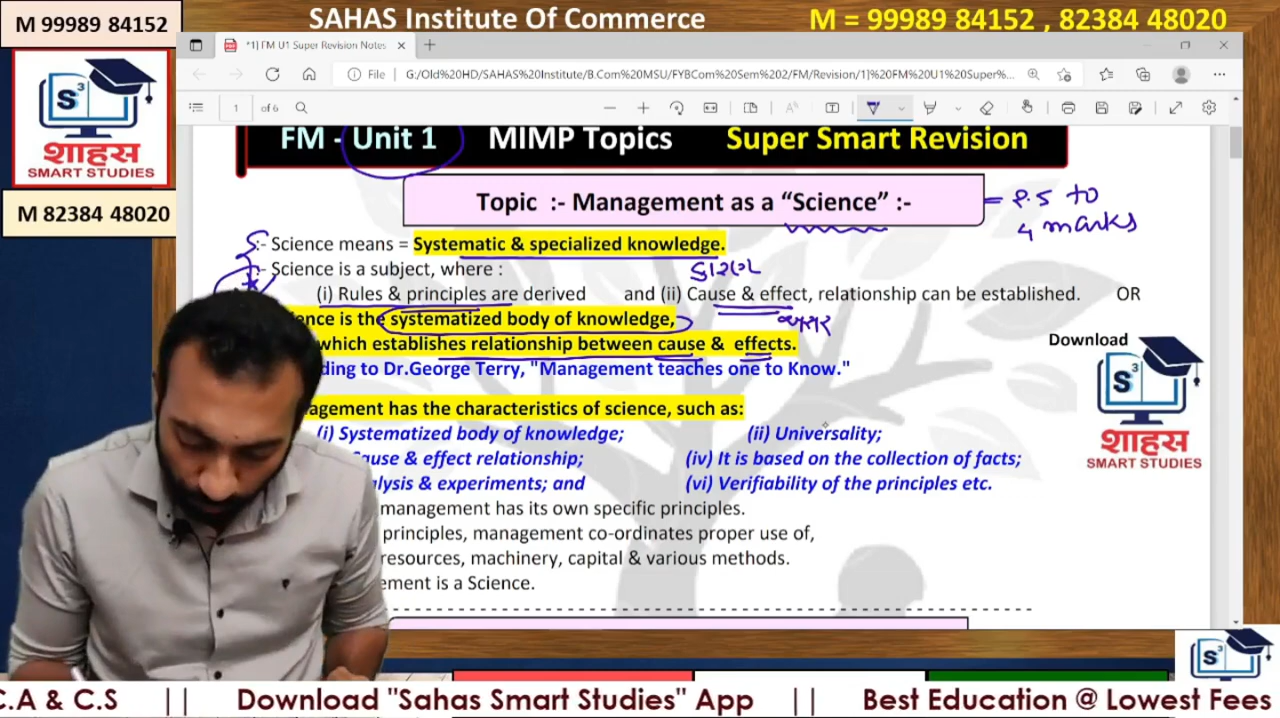 M 99989 84152
SAHAS Institute Of Commerce
M = 99989 84152 , 82384 48020
*1] FM U1 Super Revision Notes
File
G:/Old%20HD/SAHAS%20Institute/B.Com%20MSU/FYBCom%20Sem%202/FM/Revision/1]%20FM%20U1%20Super%...
1 of 6
S³
शाहस
SMART STUDIES
M 82384 48020
FM - Unit 1 MIMP Topics Super Smart Revision
Topic :- Management as a “Science” :-
= 2.5 to
4 marks
:- Science means = Systematic & specialized knowledge.
:- Science is a subject, where :
(i) Rules & principles are derived and (ii) Cause & effect, relationship can be established. OR
ence is the systematized body of knowledge,
which establishes relationship between cause & effects.
ding to Dr.George Terry, "Management teaches one to Know."
agement has the characteristics of science, such as:
(i) Systematized body of knowledge; (ii) Universality;
Cause & effect relationship; (iv) It is based on the collection of facts;
alysis & experiments; and (vi) Verifiability of the principles etc.
management has its own specific principles.
principles, management co-ordinates proper use of,
resources, machinery, capital & various methods.
ement is a Science.
Download
S³
शाहस
SMART STUDIES
S³
C.A & C.S || Download "Sahas Smart Studies" App || Best Education @ Lowest Fees